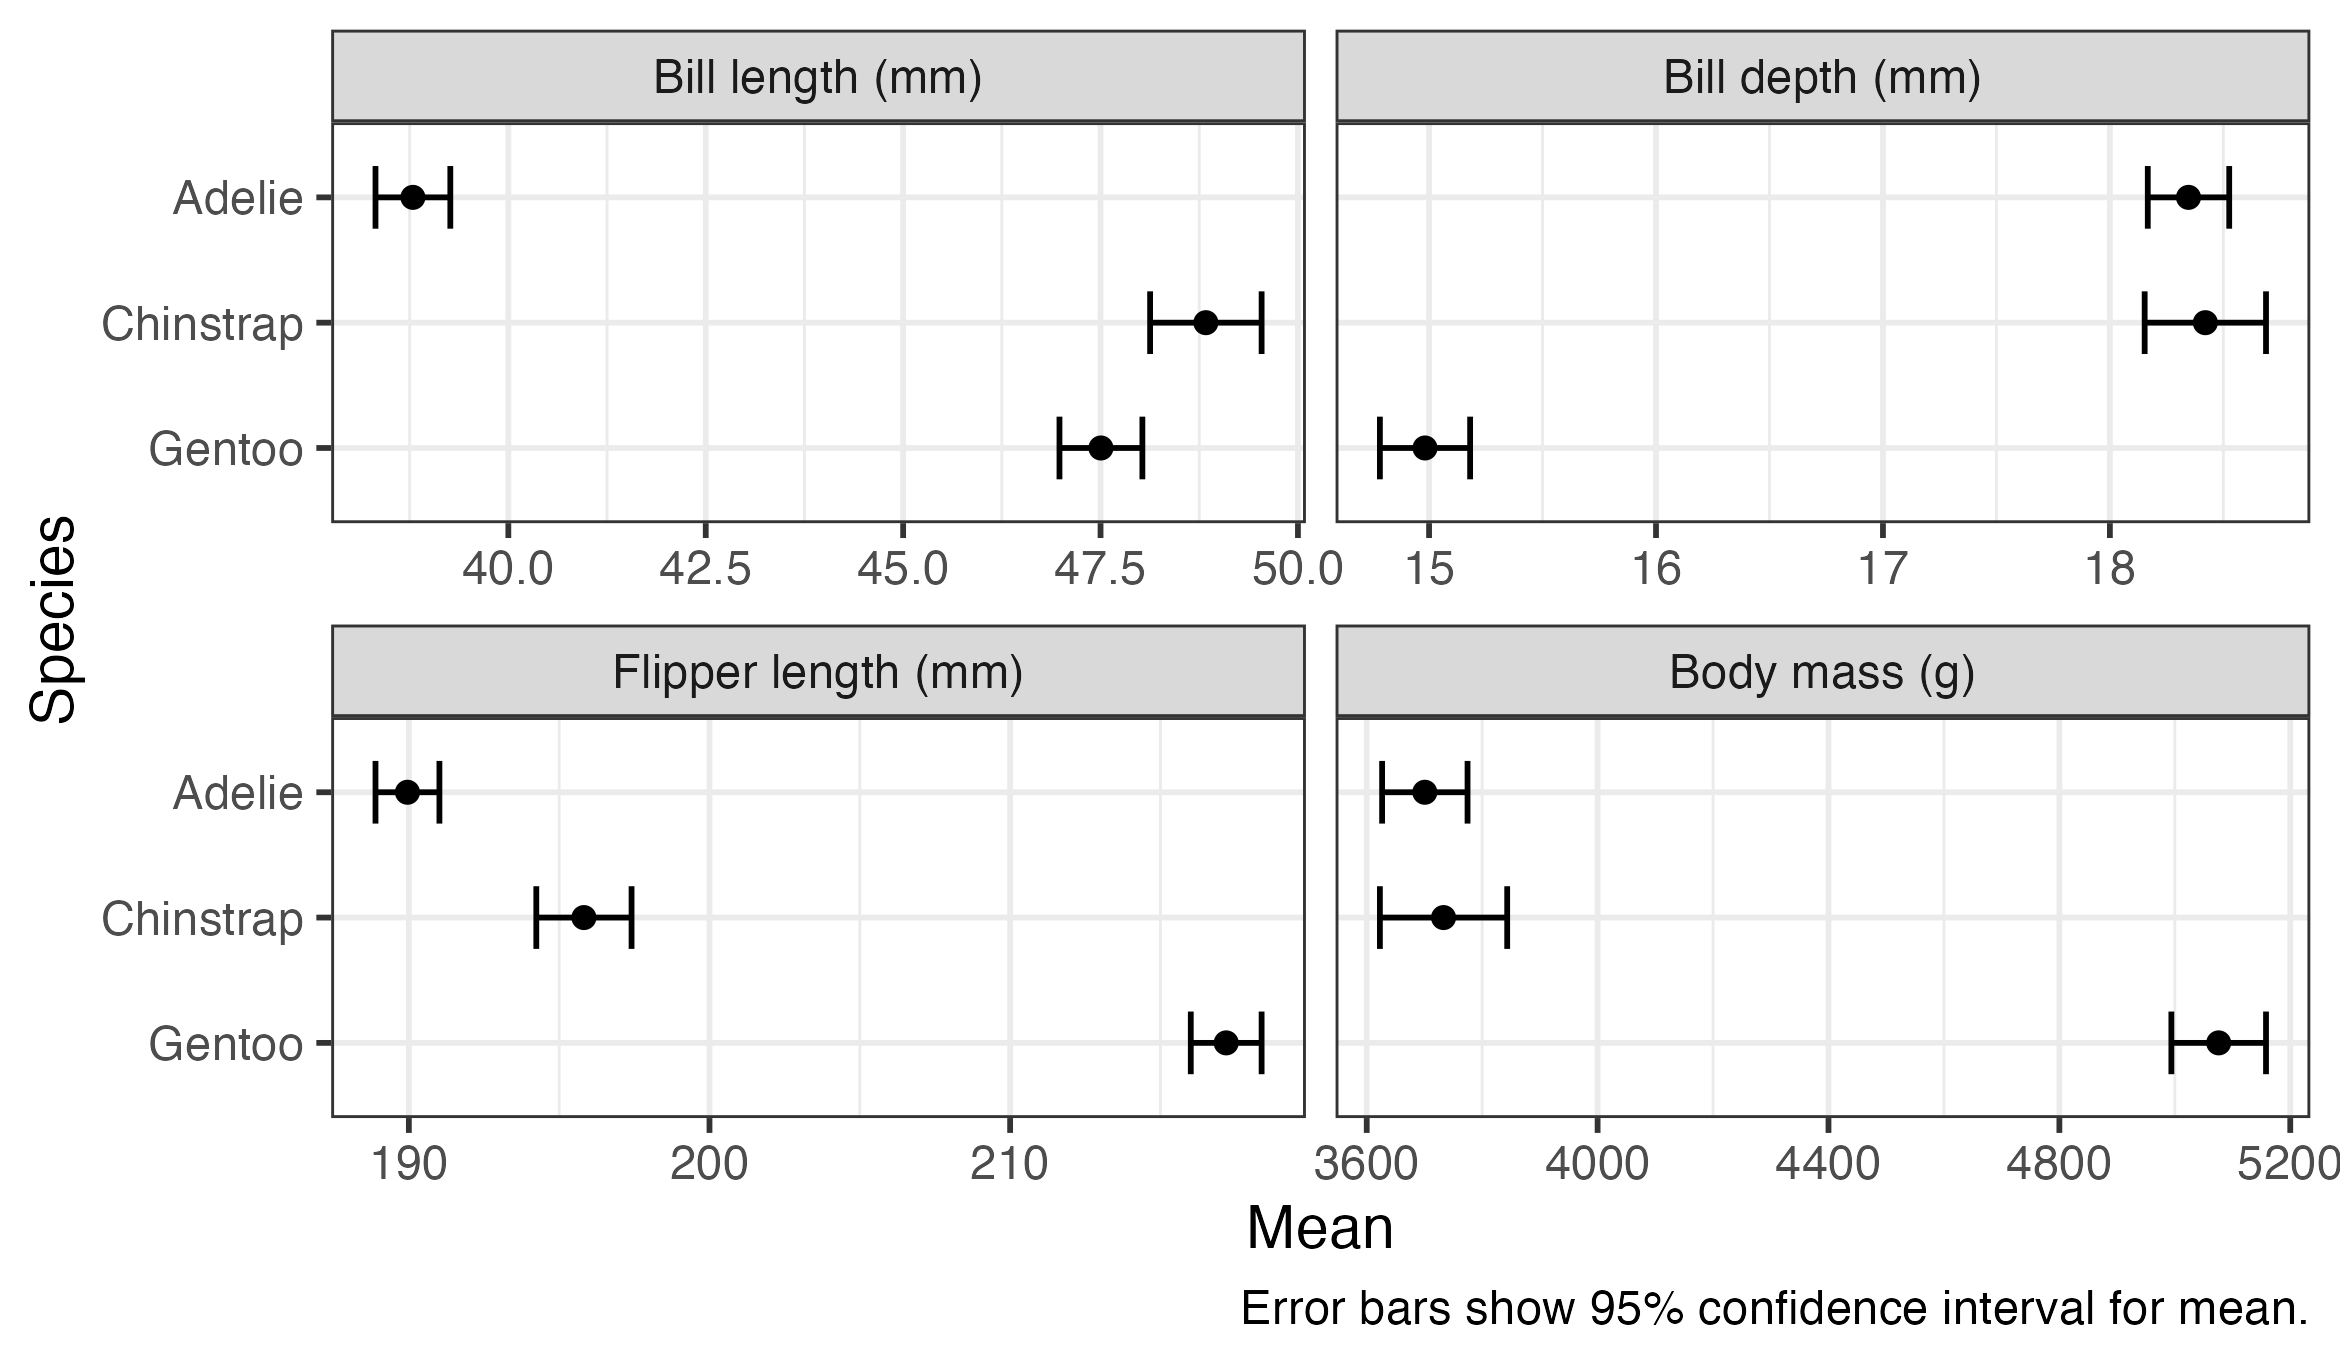 Bill length (mm)
Bill depth (mm)
Adelie
Chinstrap
Gentoo
40.0 42.5 45.0 47.5 50.0
15 16 17 18
Species
Flipper length (mm)
Body mass (g)
Adelie
Chinstrap
Gentoo
190 200 210
3600 4000 4400 4800 5200
Mean
Error bars show 95% confidence interval for mean.